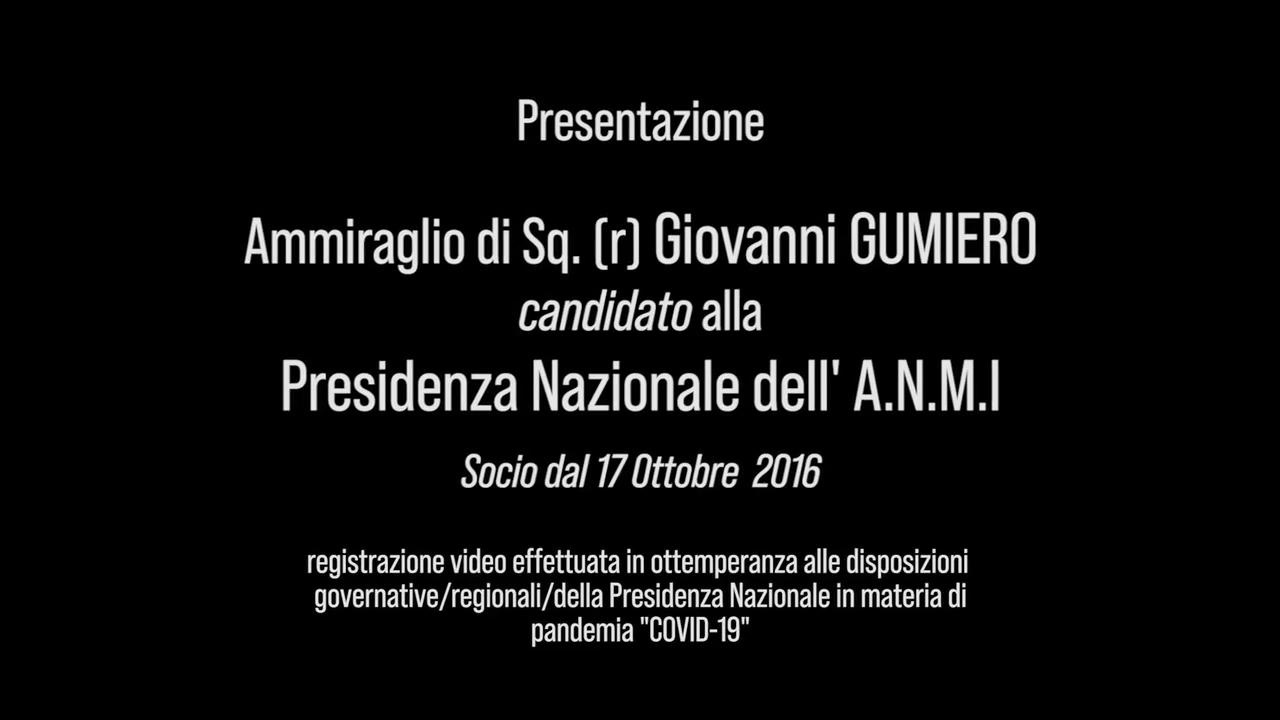 Presentazione
Ammiraglio di Sq. (r) Giovanni GUMIERO
candidato alla
Presidenza Nazionale dell' A.N.M.I
Socio dal 17 Ottobre 2016
registrazione video effettuata in ottemperanza alle disposizioni
governative/regionali/della Presidenza Nazionale in materia di
pandemia "COVID-19"